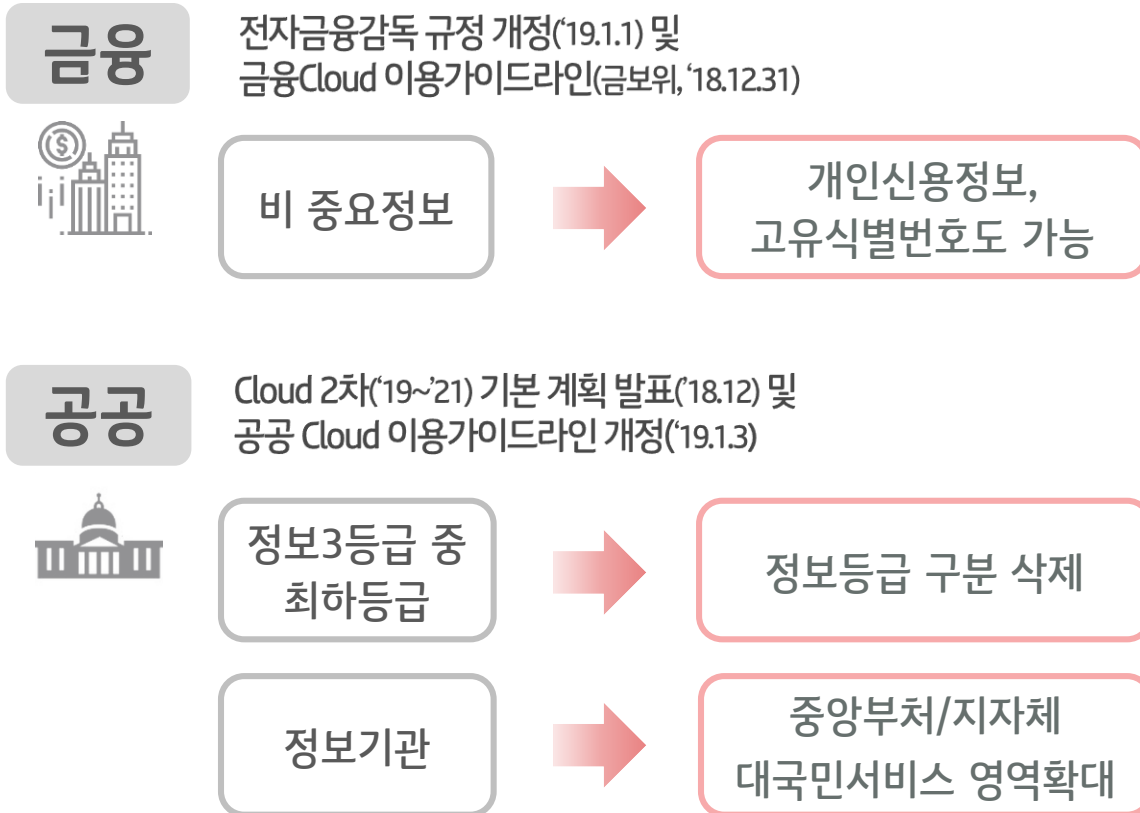 금융
전자금융감독 규정 개정(‘19.1.1) 및
금융Cloud 이용가이드라인(금보위, ‘18.12.31)
비 중요정보
개인신용정보,
고유식별번호도 가능
공공
Cloud 2차(‘19~’21) 기본 계획 발표(’18.12) 및
공공 Cloud 이용가이드라인 개정(‘19.1.3)
정보3등급 중
최하등급
정보등급 구분 삭제
정보기관
중앙부처/지자체
대국민서비스 영역확대